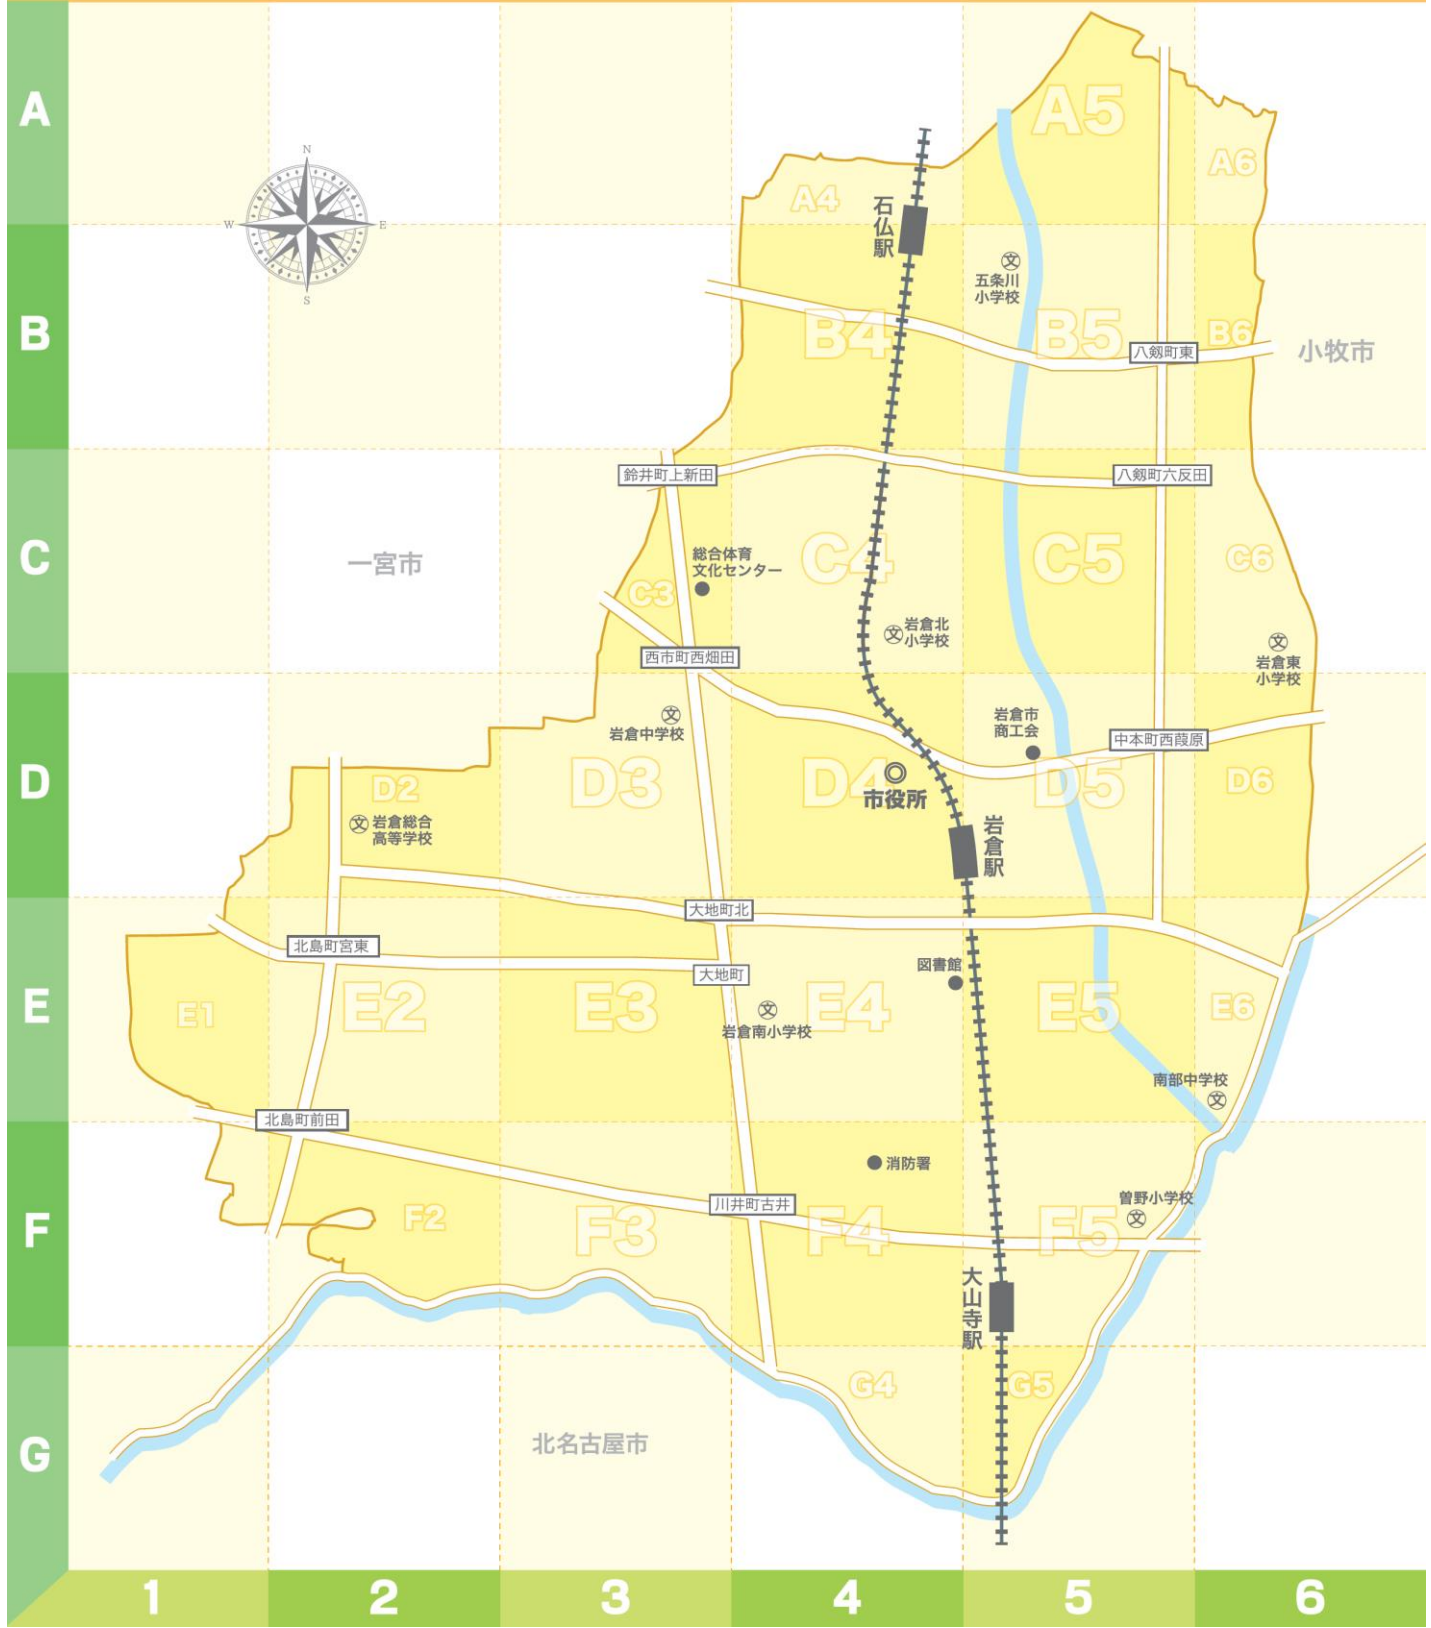 A
A5
A6
A4
N
W
E
S
石仏駅
B
五条川
小学校
B4
B5
B6
八剱町東
小牧市
C
鈴井町上新田
八剱町六反田
一宮市
総合体育
文化センター
C3
C4
C5
C6
岩倉北
小学校
西市町西畑田
岩倉東
小学校
D
岩倉中学校
岩倉市
商工会
中本町西葭原
D2
D3
D4
D5
D6
市役所
岩倉総合
高等学校
岩倉駅
E
大地町北
北島町宮東
大地町
図書館
E1
E2
E3
E4
E5
E6
岩倉南小学校
南部中学校
北島町前田
F
消防署
曽野小学校
川井町古井
F2
F3
F4
F5
大山寺駅
G
G4
G5
北名古屋市
文
文
文
文
文
文
文
文
1
2
3
4
5
6